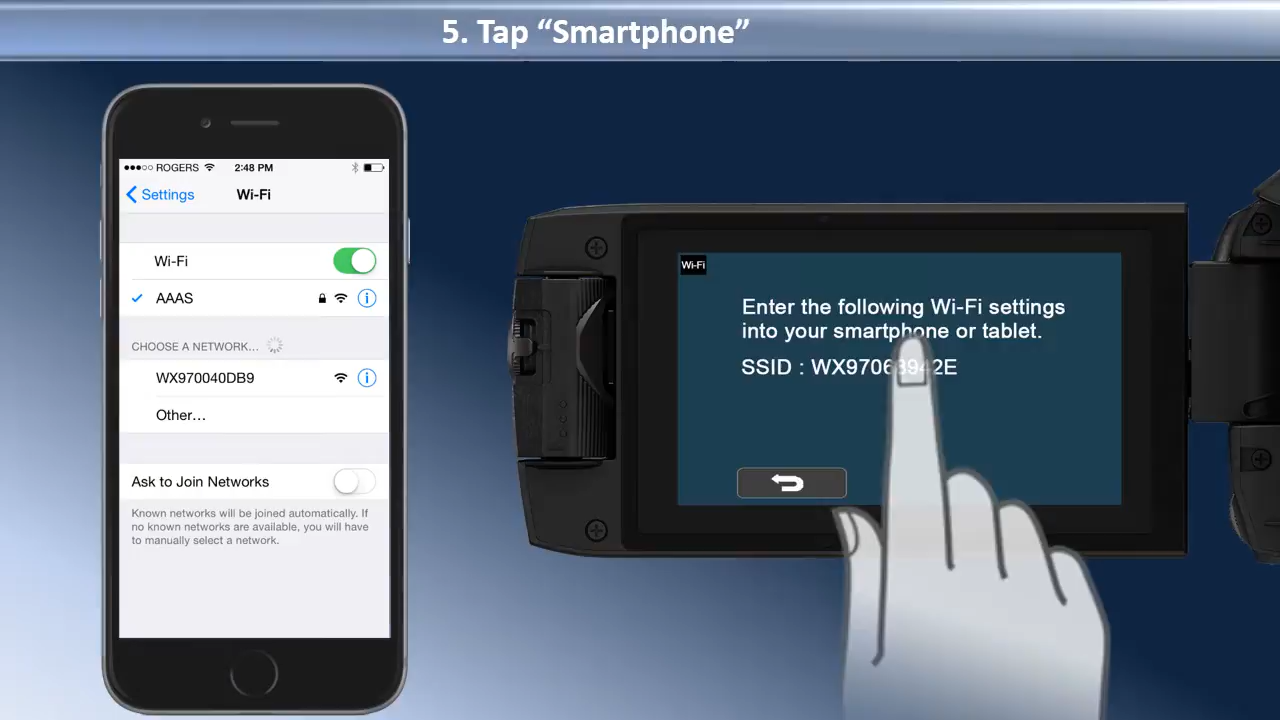 5. Tap “Smartphone”
●●●○○ ROGERS 2:48 PM
Settings Wi-Fi
Wi-Fi
AAAS
CHOOSE A NETWORK...
WX970040DB9
Other...
Ask to Join Networks
Known networks will be joined automatically. If
no known networks are available, you will have
to manually select a network.
Wi-Fi
Enter the following Wi-Fi settings
into your smartphone or tablet.
SSID :